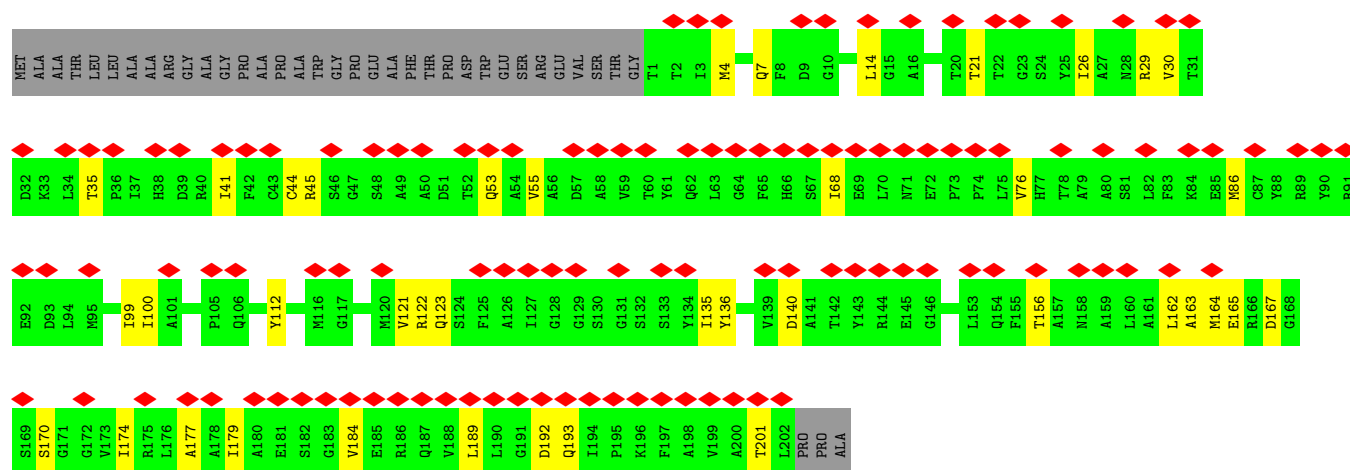 MET ALA ALA THR LEU LEU ALA ALA ARG GLY ALA GLY PRO ALA PRO ALA TRP GLY PRO GLU ALA PHE THR PRO ASP TRP GLU SER ARG GLU VAL SER THR GLY T1 T2 I3 M4 Q7 F8 D9 G10 L14 G15 A16 T20 T21 T22 G23 S24 Y25 I26 A27 N28 R29 V30 T31
D32 K33 L34 T35 P36 I37 H38 D39 R40 I41 F42 C43 C44 R45 S46 G47 S48 A49 A50 D51 T52 Q53 A54 V55 A56 D57 A58 V59 T60 Y61 Q62 L63 G64 F65 H66 S67 I68 E69 L70 N71 E72 P73 P74 L75 V76 H77 T78 A79 A80 S81 L82 F83 K84 E85 M86 C87 Y88 R89 Y90 R91
E92 D93 L94 M95 I99 I100 A101 P105 Q106 Y112 M116 G117 M120 V121 R122 Q123 S124 F125 A126 I127 G128 G129 S130 G131 S132 S133 Y134 I135 Y136 V139 D140 A141 T142 Y143 R144 E145 G146 L153 Q154 F155 T156 A157 N158 A159 L160 A161 L162 A163 M164 E165 R166 D167 G168
S169 S170 G171 G172 V173 I174 R175 L176 A177 A178 I179 A180 E181 S182 G183 V184 E185 R186 Q187 V188 L189 L190 G191 D192 Q193 I194 P195 K196 F197 A198 V199 A200 T201 L202 PRO PRO ALA